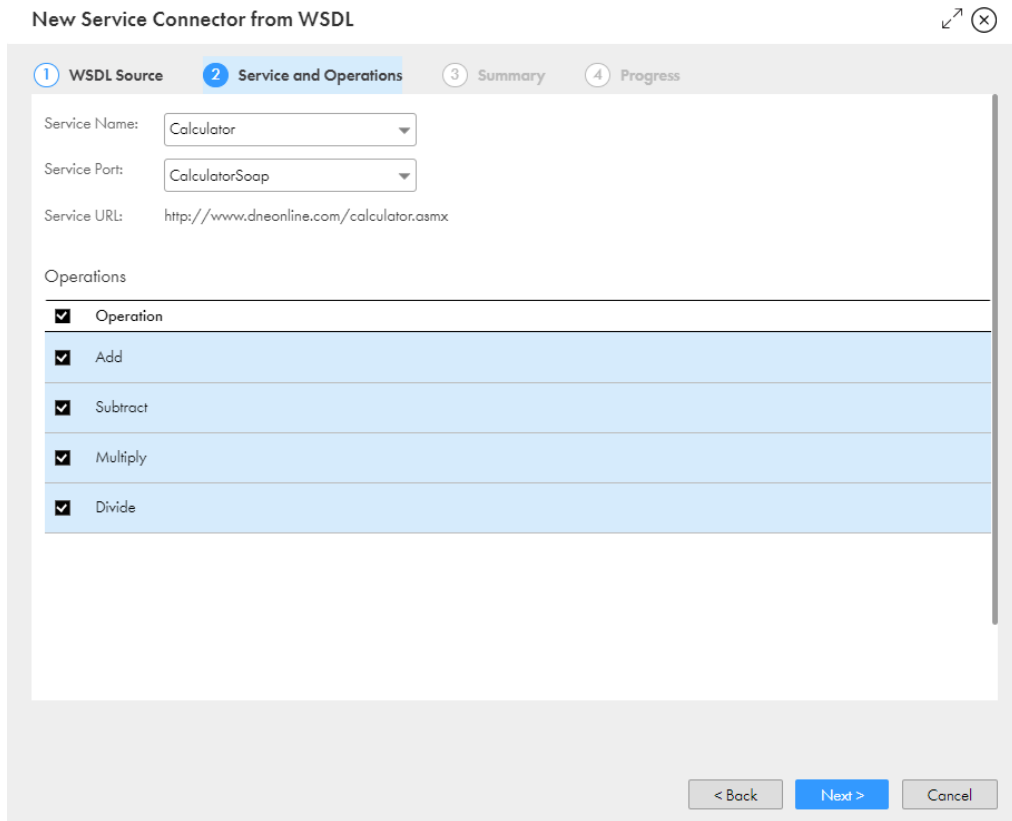 New Service Connector from WSDL
1 WSDL Source 2 Service and Operations 3 Summary 4 Progress
Service Name: Calculator
Service Port: CalculatorSoap
Service URL: http://www.dneonline.com/calculator.asmx
Operations
Operation
Add
Subtract
Multiply
Divide
< Back Next > Cancel